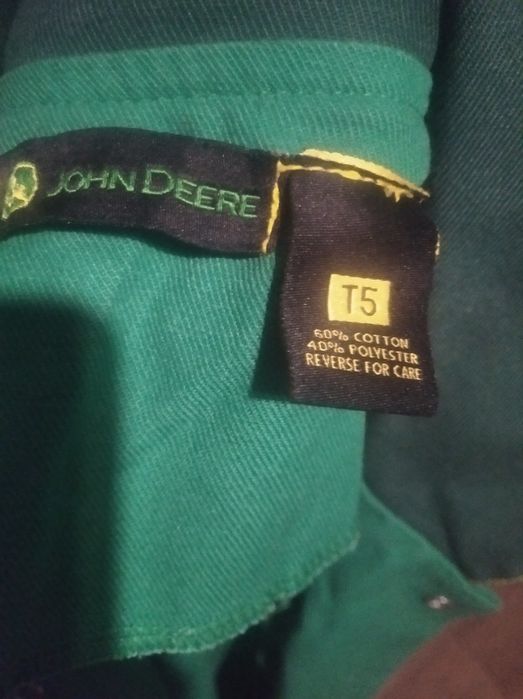 JOHN DEERE
T5
60% COTTON
40% POLYESTER
REVERSE FOR CARE